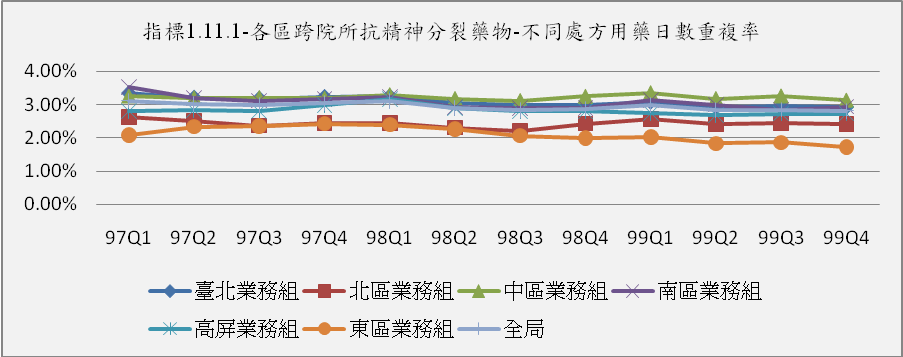 指標1.11.1-各區跨院所抗精神分裂藥物-不同處方用藥日數重複率
4.00%
3.00%
2.00%
1.00%
0.00%
97Q1 97Q2 97Q3 97Q4 98Q1 98Q2 98Q3 98Q4 99Q1 99Q2 99Q3 99Q4
臺北業務組 北區業務組 中區業務組 南區業務組
高屏業務組 東區業務組 全局